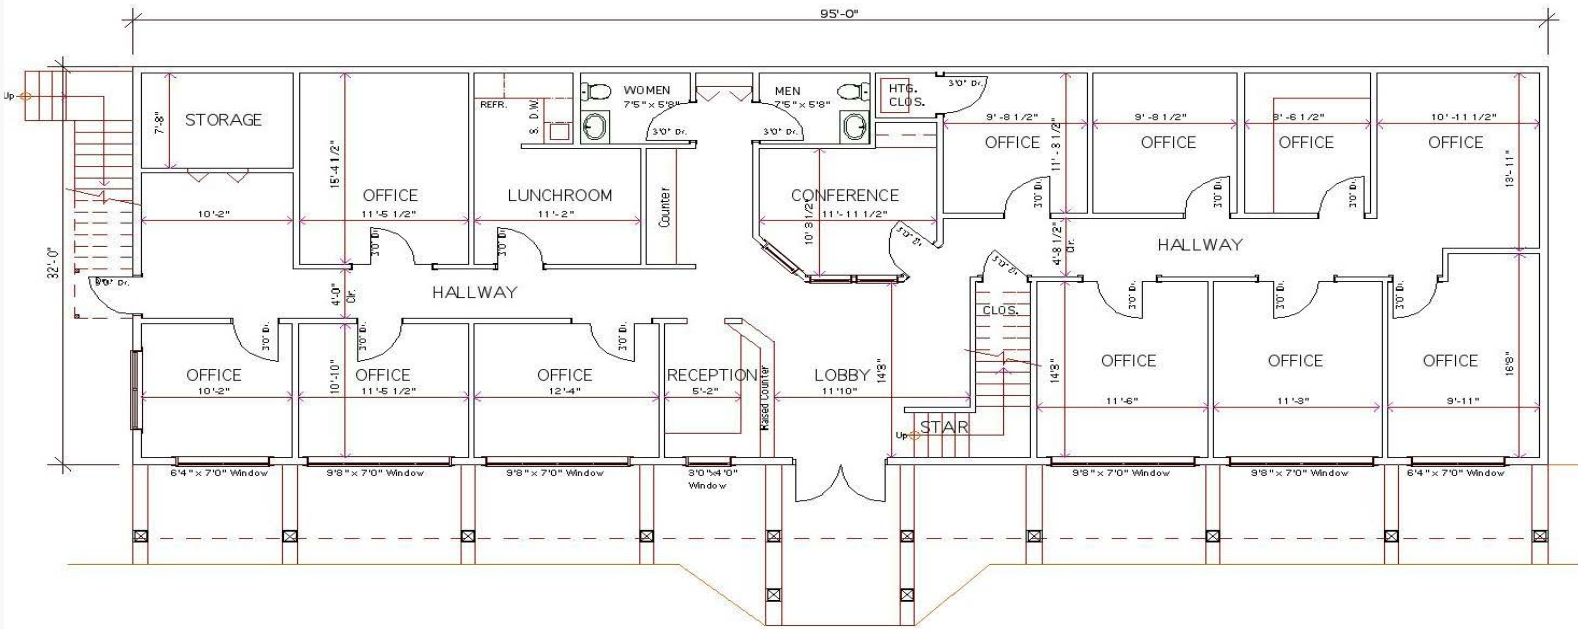 95'-0"
Up
32'-0"
7'-8"
STORAGE
10'-2"
15'-4 1/2"
OFFICE
11'-5 1/2"
3'0" Dr.
REFR.
S. D.W.
LUNCHROOM
11'-2"
3'0" Dr.
Counter
WOMEN
7'5" x 5'8"
3'0" Dr.
MEN
7'5" x 5'8"
3'0" Dr.
HTG.
CLOS.
3'0" Dr.
CONFERENCE
11'-11 1/2"
10' 3 1/2"
3'0" Dr.
9'-8 1/2"
OFFICE
11'-8 1/2"
3'0" Dr.
9'-8 1/2"
OFFICE
3'0" Dr.
9'-6 1/2"
OFFICE
3'0" Dr.
10'-11 1/2"
OFFICE
13'-11"
3'0" Dr.
HALLWAY
4'-0"
Clr.
HALLWAY
4'-8 1/2"
Clr.
3'0" Dr.
CLOS.
OFFICE
10'-2"
3'0" Dr.
10'-10"
OFFICE
11'-5 1/2"
3'0" Dr.
OFFICE
12'-4"
3'0" Dr.
RECEPTION
5'-2"
Raised Counter
LOBBY
11'10"
14'8"
Up
STAIR
14'8"
OFFICE
11'-6"
3'0" Dr.
OFFICE
11'-3"
3'0" Dr.
OFFICE
9'-11"
3'0" Dr.
16'8"
6'4" x 7'0" Window
9'8" x 7'0" Window
9'8" x 7'0" Window
3'0"x4'0"
Window
9'8" x 7'0" Window
9'8" x 7'0" Window
6'4" x 7'0" Window